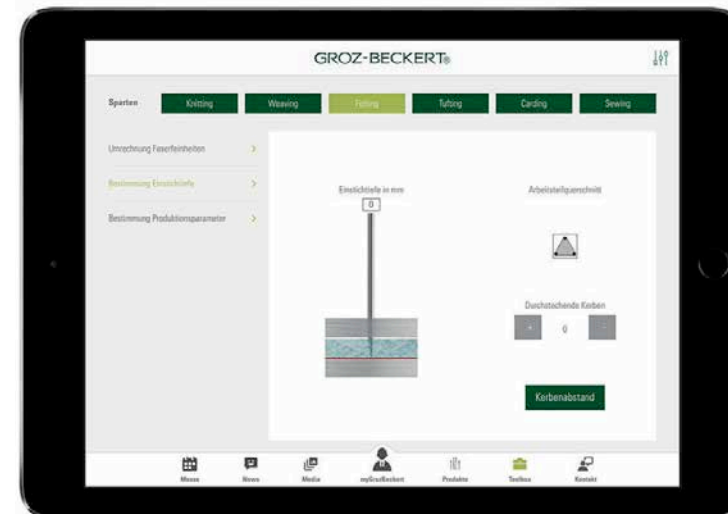 GROZ-BECKERT®
Sparten Knitting Weaving Felting Tufting Carding Sewing
Umrechnung Faserfeinheiten >
Bestimmung Einstichtiefe >
Bestimmung Produktionsparameter >
Einstichtiefe in mm
0
Arbeitsteilquerschnitt
Durchstechende Kerben
+ 0 -
Kerbenabstand
Messe News Media myGrozBeckert Produkte Toolbox Kontakt